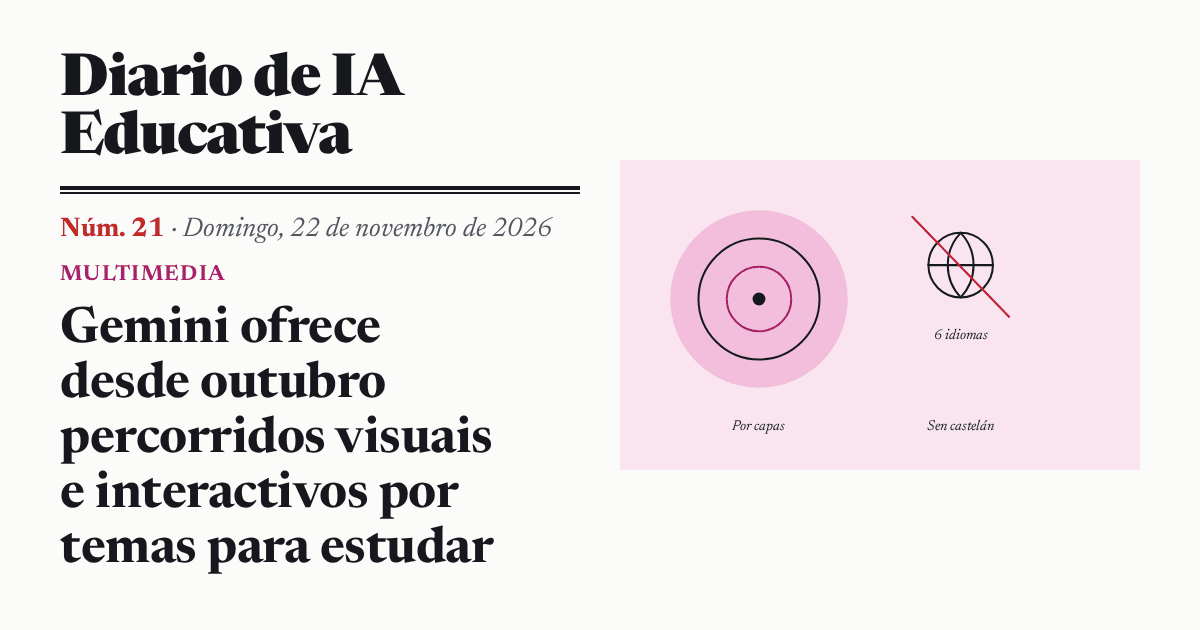 Diario de IA
Educativa
Núm. 21 · Domingo, 22 de novembro de 2026
MULTIMEDIA
Gemini ofrece
desde outubro
percorridos visuais
e interactivos por
temas para estudar
6 idiomas
Por capas
Sen castelán